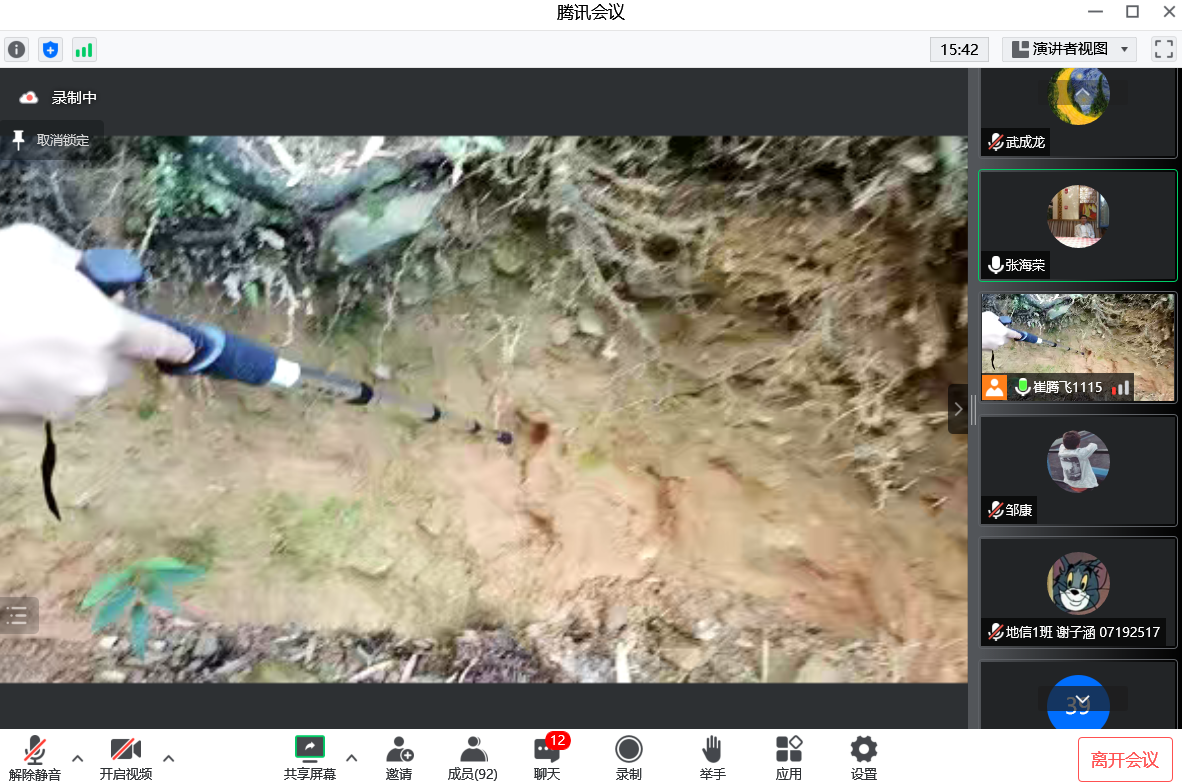 腾讯会议
15:42
演讲者视图
录制中
取消锁定
武成龙
张海荣
崔腾飞1115
邹康
地信1班 谢子涵 07192517
39
解除静音
开启视频
共享屏幕
邀请
成员(92)
12
聊天
录制
举手
应用
设置
离开会议